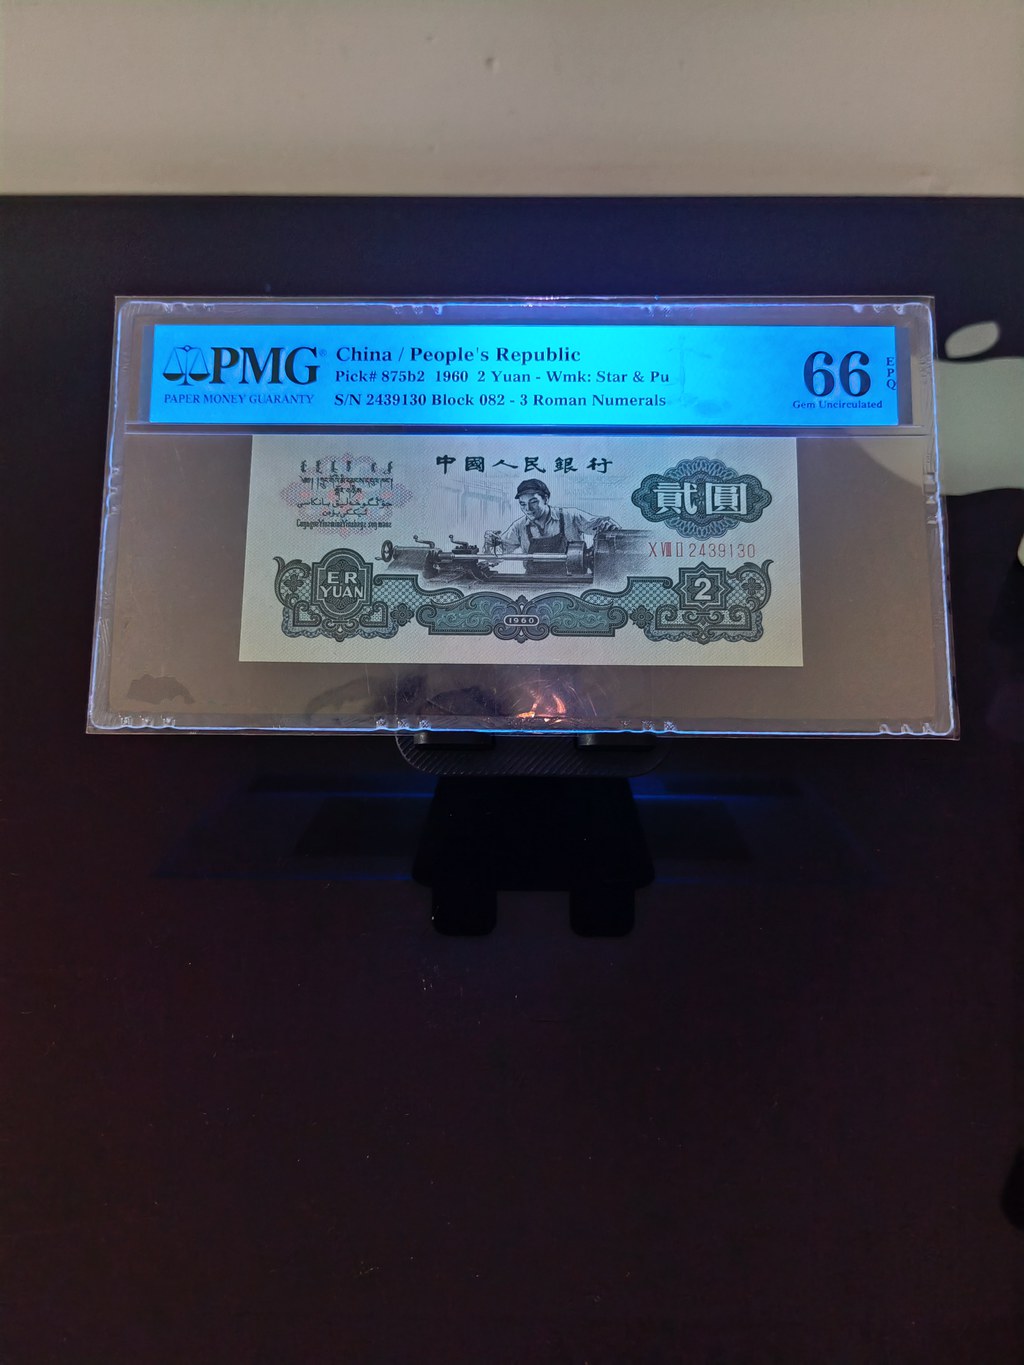 PMG
PAPER MONEY GUARANTY
China / People's Republic
Pick# 875b2 1960 2 Yuan - Wmk: Star & Pu
S/N 2439130 Block 082 - 3 Roman Numerals
66
EPQ
Gem Uncirculated
中國人民銀行
貳圓
X VIII II 2439130
ER
YUAN
1960
2